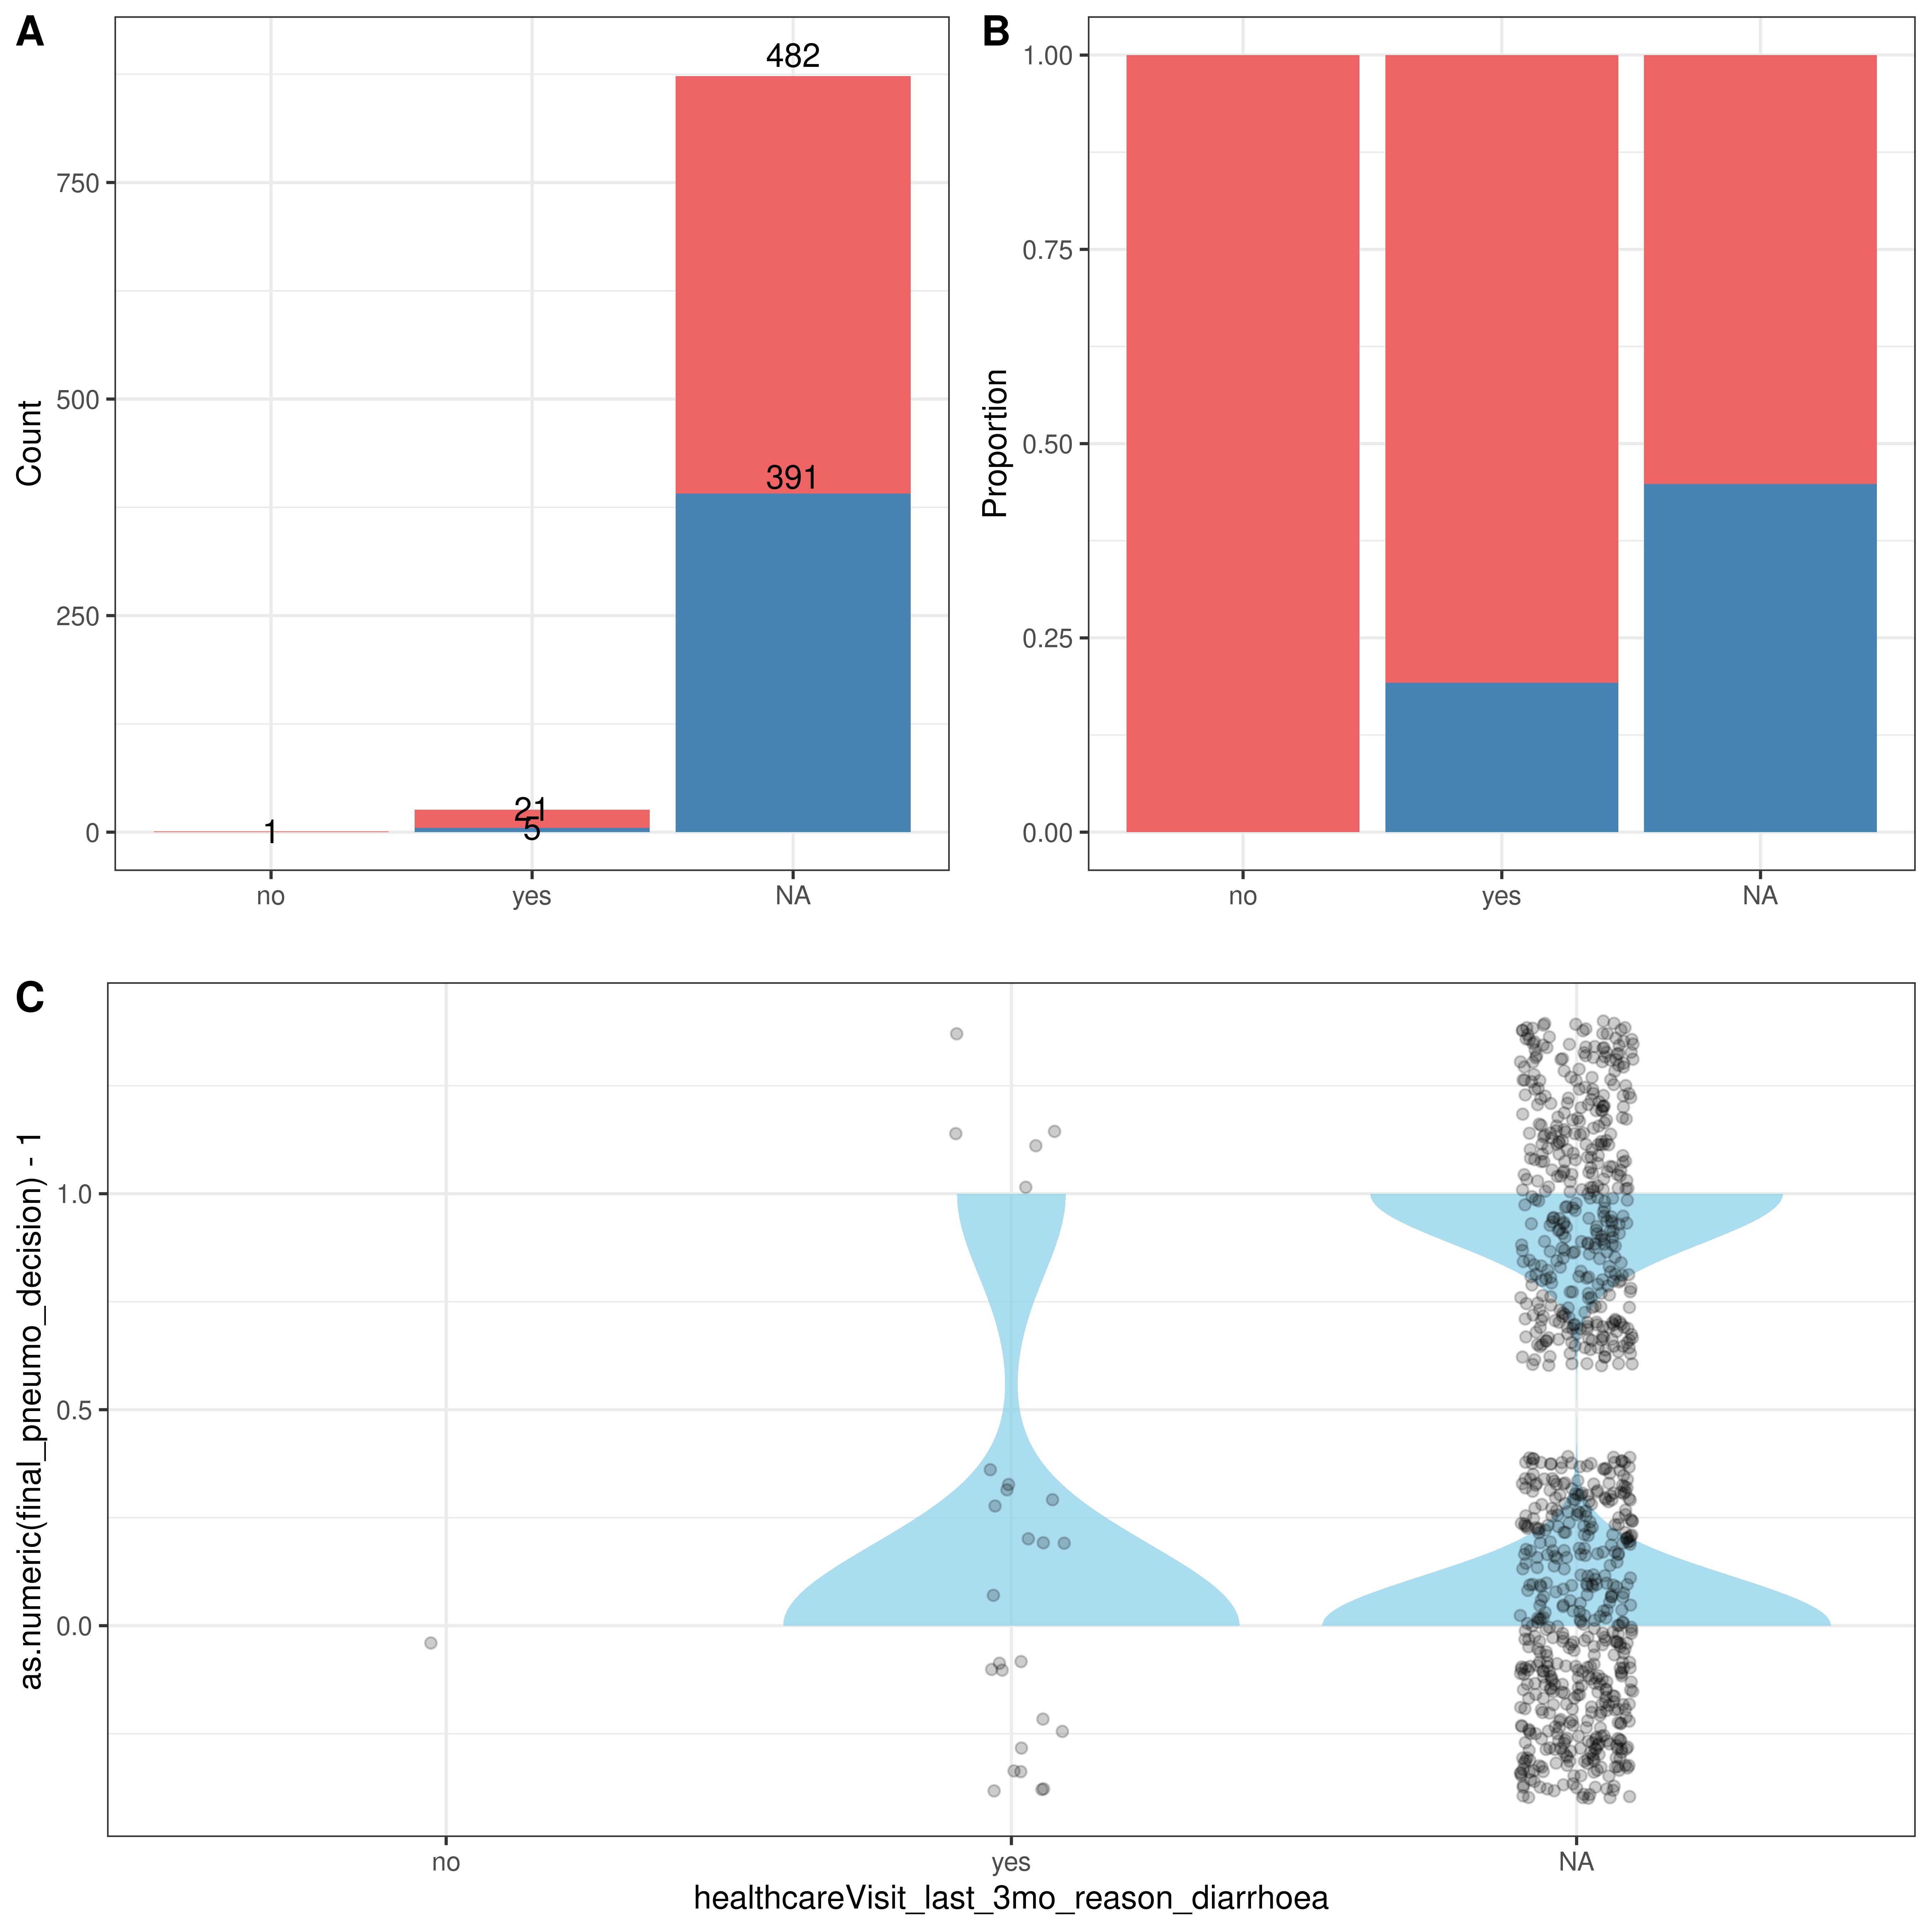 A
Count
750
500
250
0
482
391
21
5
1
no yes NA
B
Proportion
1.00
0.75
0.50
0.25
0.00
no yes NA
C
as.numeric(final_pneumo_decision) - 1
1.0
0.5
0.0
no yes NA
healthcareVisit_last_3mo_reason_diarrhoea